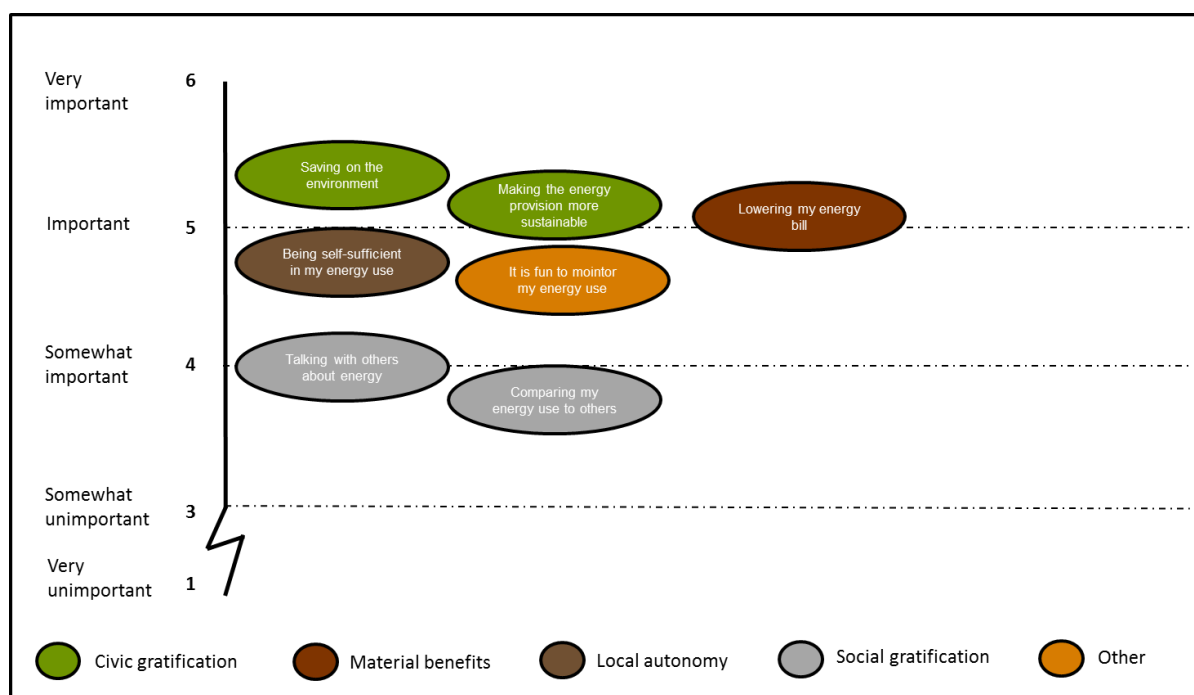 Very
important
6
Saving on the
environment
Making the energy
provision more
sustainable
Lowering my energy
bill
Important
5
Being self-sufficient
in my energy use
It is fun to mointor
my energy use
Somewhat
important
4
Talking with others
about energy
Comparing my
energy use to others
Somewhat
unimportant
3
Very
unimportant
1
Civic gratification
Material benefits
Local autonomy
Social gratification
Other